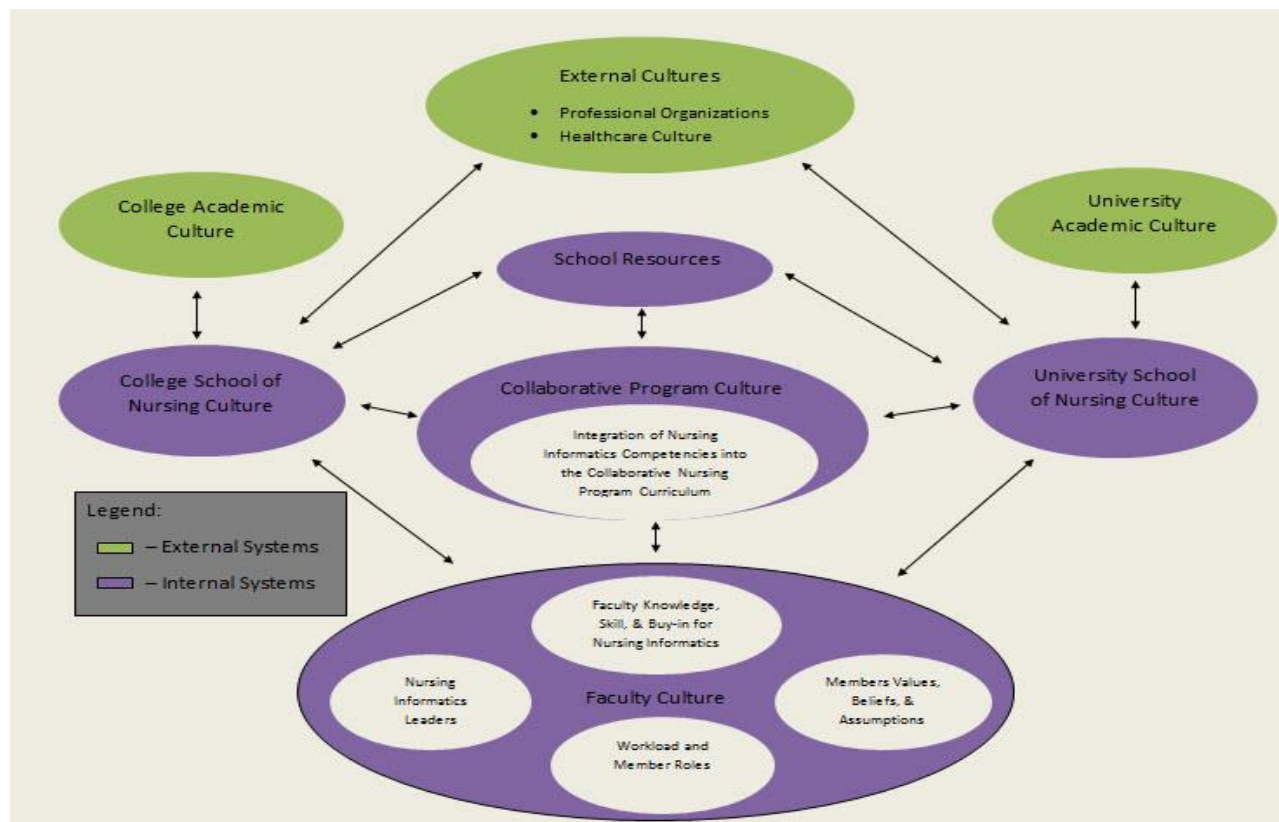 External Cultures
• Professional Organizations
• Healthcare Culture
College Academic
Culture
University
Academic Culture
School Resources
College School of
Nursing Culture
Collaborative Program Culture
University School
of Nursing Culture
Integration of Nursing
Informatics Competencies into
the Collaborative Nursing
Program Curriculum
Legend:
– External Systems
– Internal Systems
Faculty Knowledge,
Skill, & Buy-in for
Nursing Informatics
Nursing
Informatics
Leaders
Faculty Culture
Members Values,
Beliefs, &
Assumptions
Workload and
Member Roles